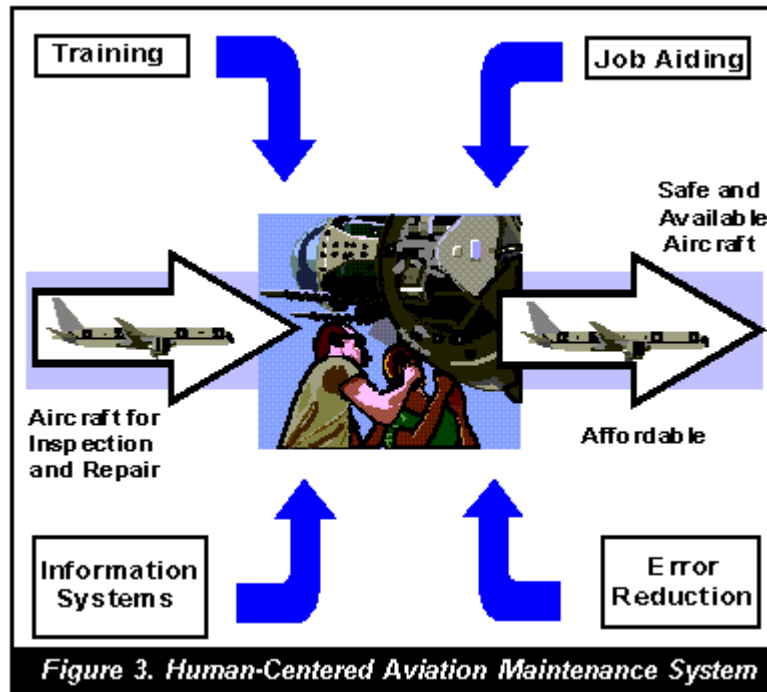 Training
Job Aiding
Safe and
Available
Aircraft
Aircraft for
Inspection
and Repair
Affordable
Information
Systems
Error
Reduction
Figure 3. Human-Centered Aviation Maintenance System